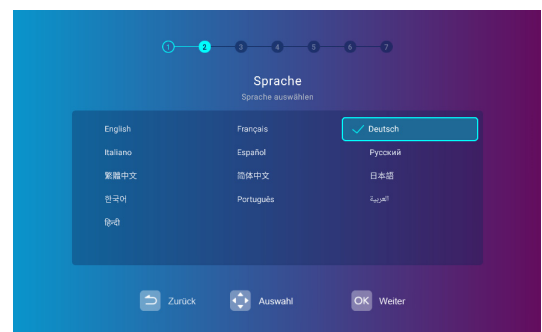 1 2 3 4 5 6 7
Sprache
Sprache auswählen
English Français Deutsch
Italiano Español Русский
繁體中文 简体中文 日本語
한국어 Português العربية
हिन्दी
Zurück Auswahl OK Weiter